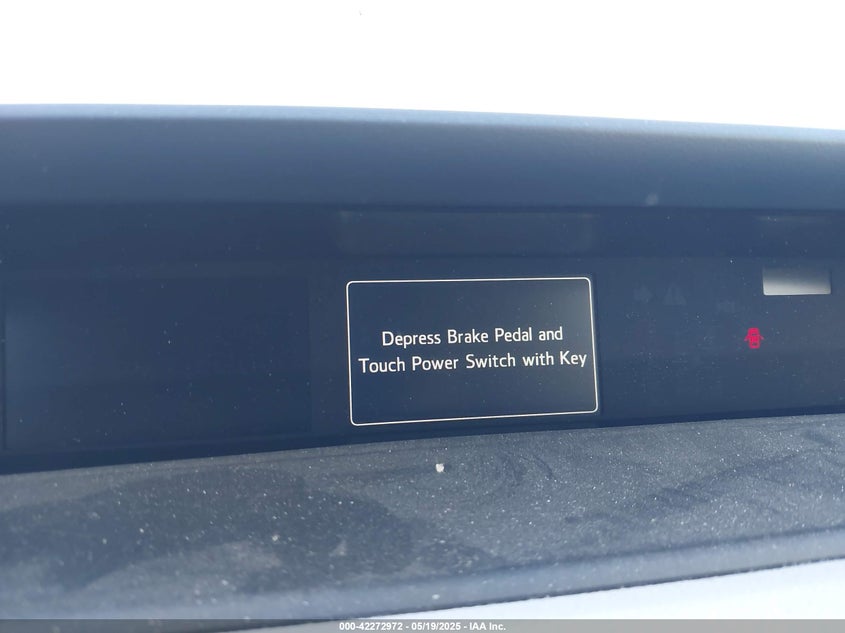 Depress Brake Pedal and
Touch Power Switch with Key
000-42272972 - 05/19/2025 - IAA Inc.